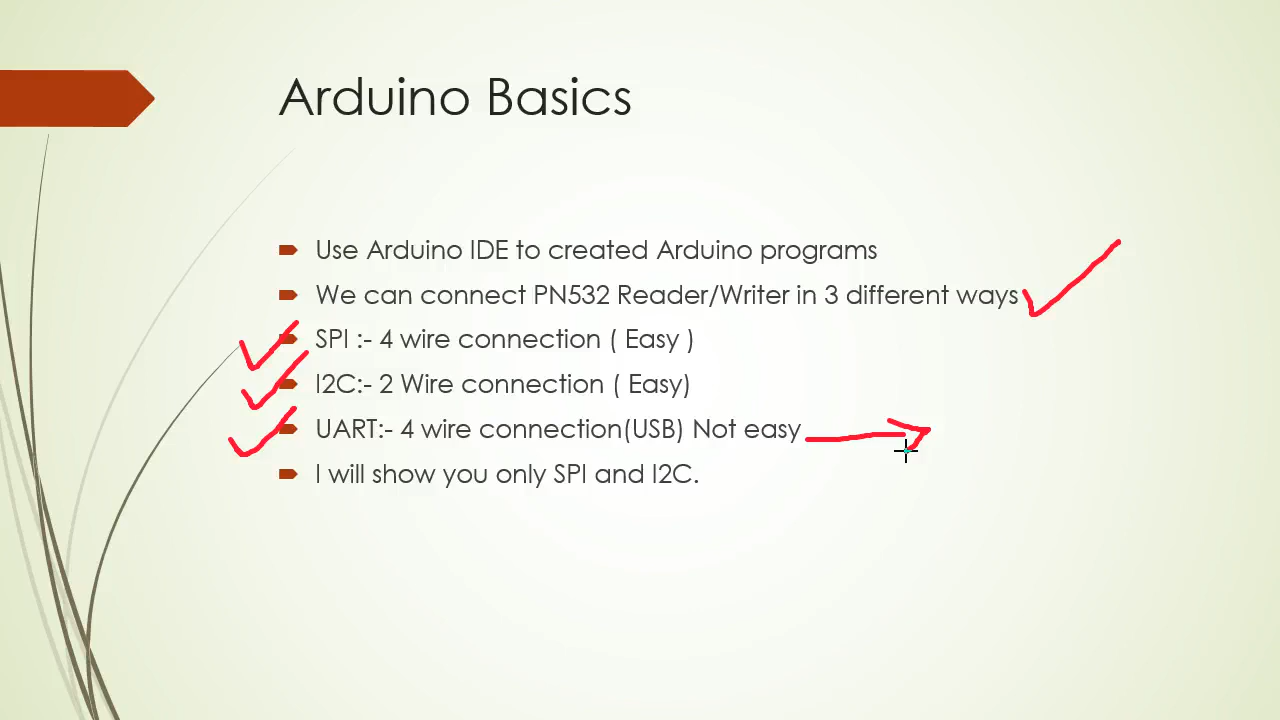 Arduino Basics
Use Arduino IDE to created Arduino programs
We can connect PN532 Reader/Writer in 3 different ways
SPI :- 4 wire connection ( Easy )
I2C:- 2 Wire connection ( Easy)
UART:- 4 wire connection(USB) Not easy
I will show you only SPI and I2C.